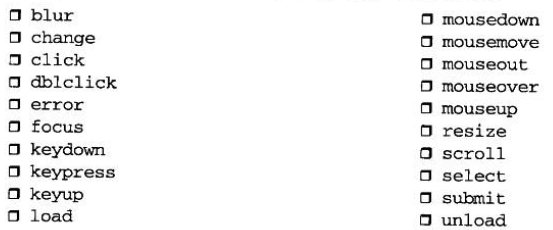 ❒ blur
❒ change
❒ click
❒ dblclick
❒ error
❒ focus
❒ keydown
❒ keypress
❒ keyup
❒ load
❒ mousedown
❒ mousemove
❒ mouseout
❒ mouseover
❒ mouseup
❒ resize
❒ scroll
❒ select
❒ submit
❒ unload